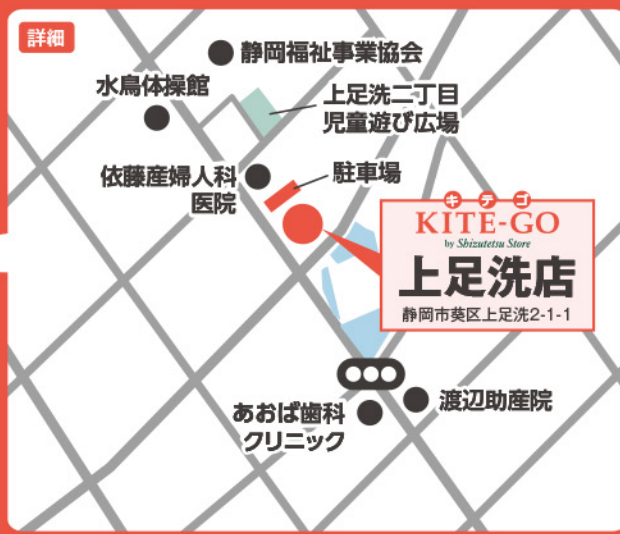 詳細
静岡福祉事業協会
水鳥体操館
上足洗二丁目
児童遊び広場
依藤産婦人科
医院
駐車場
キテゴ
KITE-GO
by Shizutetsu Store
上足洗店
静岡市葵区上足洗2-1-1
あおば歯科
クリニック
渡辺助産院